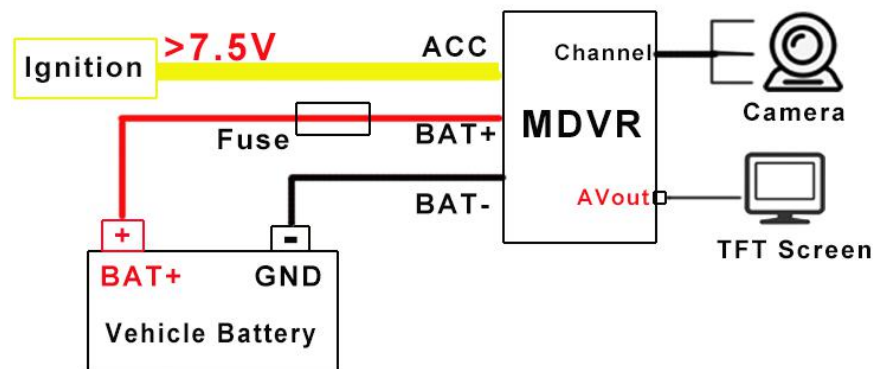 Ignition
>7.5V
ACC
Channel
Camera
Fuse
BAT+
MDVR
BAT-
AVout
TFT Screen
+
-
BAT+
GND
Vehicle Battery